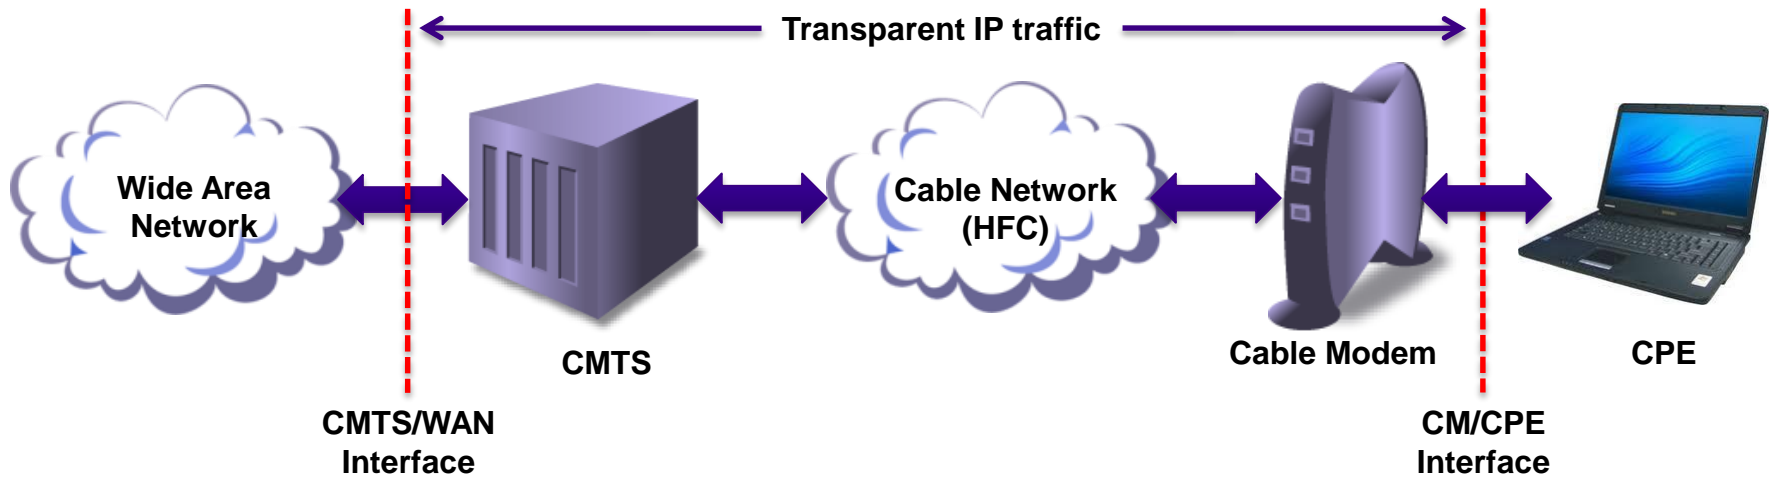 Transparent IP traffic
Wide Area
Network
Cable Network
(HFC)
CMTS
Cable Modem
CPE
CMTS/WAN
Interface
CM/CPE
Interface